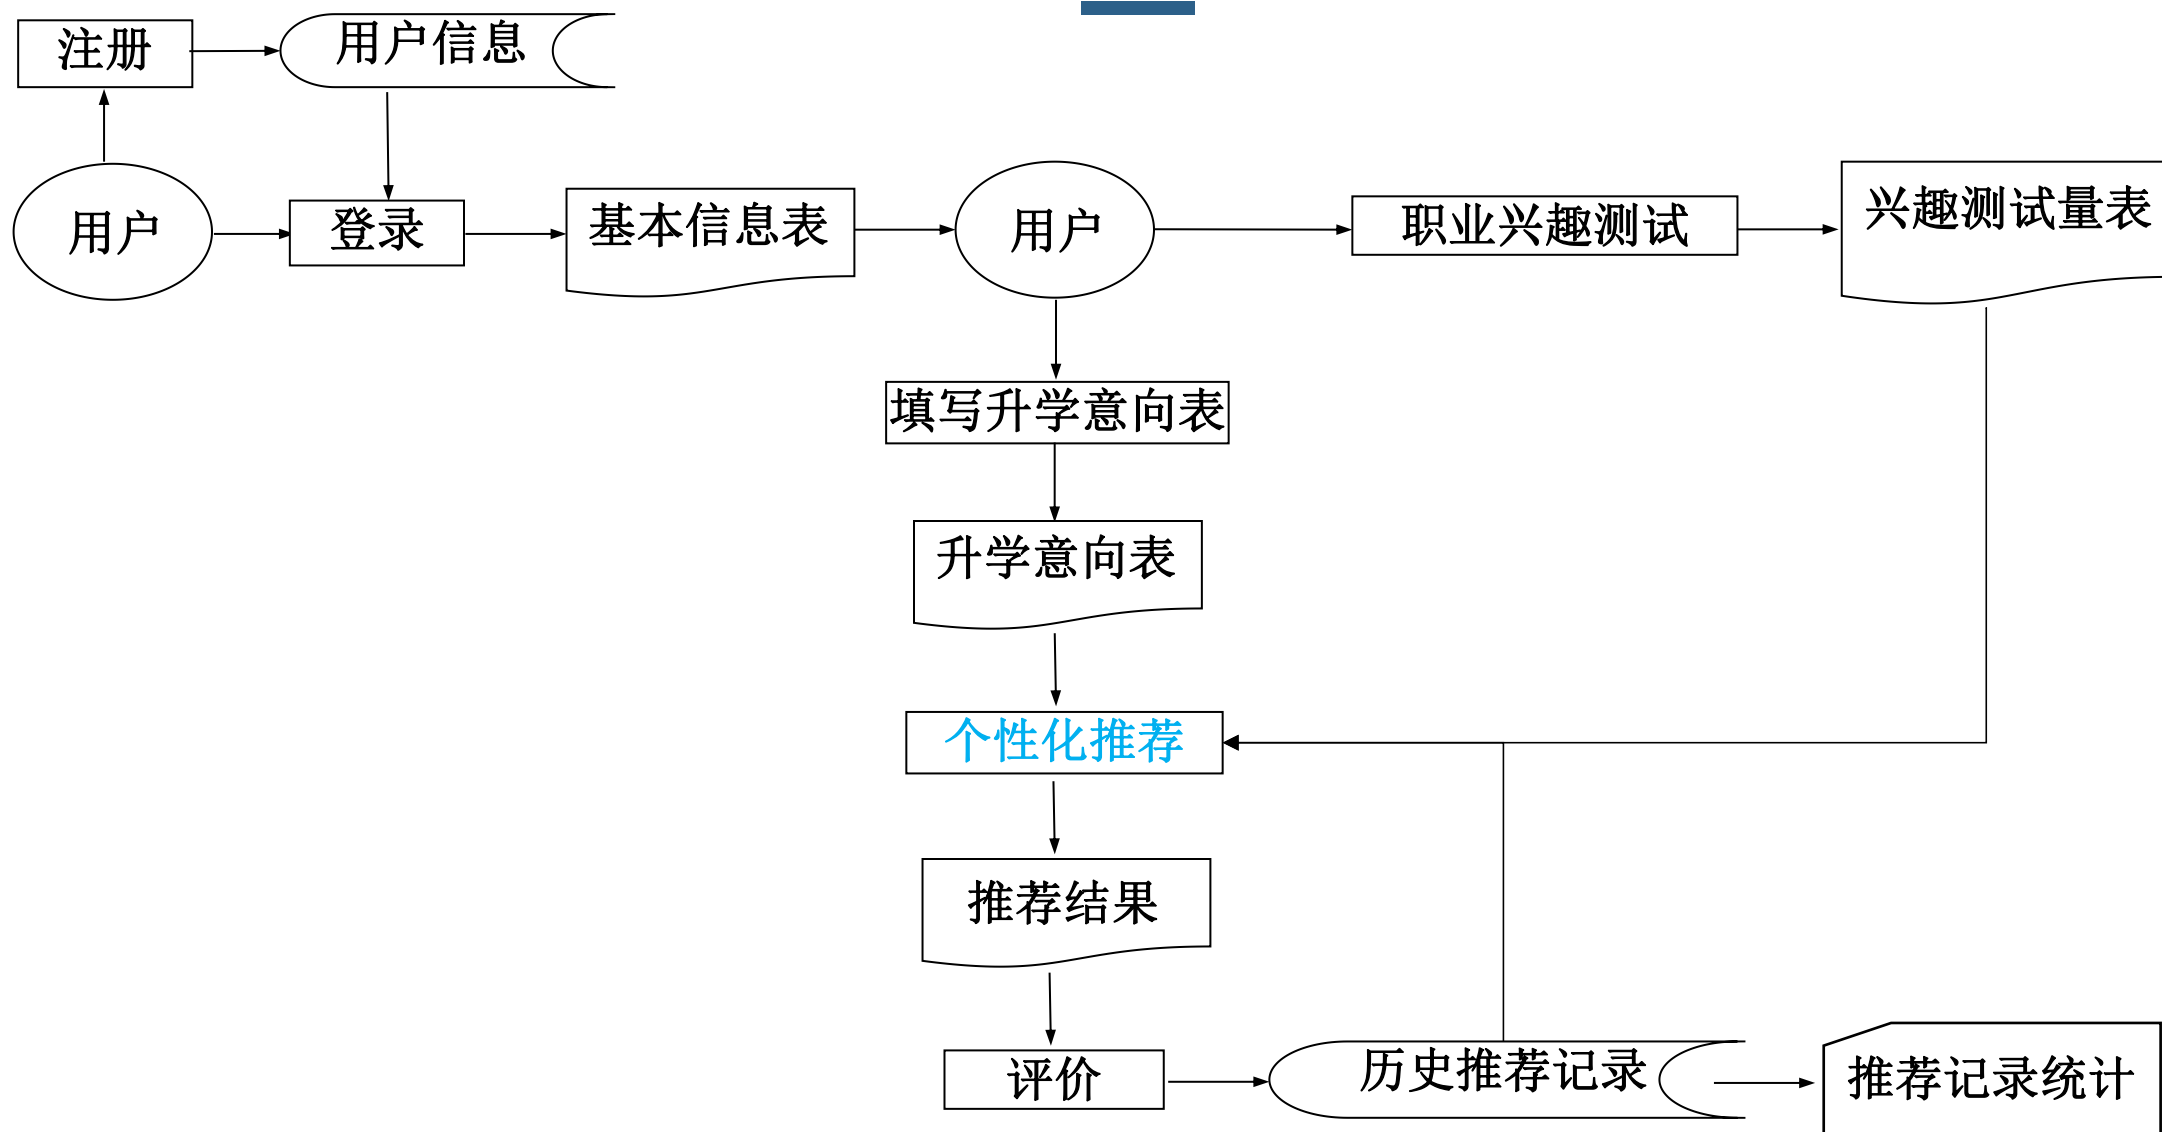 注册
用户信息
用户
登录
基本信息表
用户
职业兴趣测试
兴趣测试量表
填写升学意向表
升学意向表
个性化推荐
推荐结果
评价
历史推荐记录
推荐记录统计